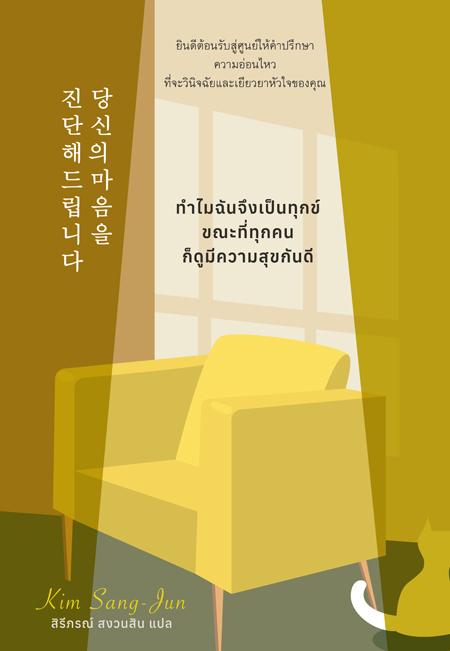 ยินดีต้อนรับสู่ศูนย์ให้คำปรึกษา
ความอ่อนไหว
ที่จะวินิจฉัยและเยียวยาหัวใจของคุณ
당신의마음을
진단해드립니다
ทำไมฉันจึงเป็นทุกข์
ขณะที่ทุกคน
ก็ดูมีความสุขกันดี
Kim Sang-Jun
สิรีภรณ์ สงวนสิน แปล